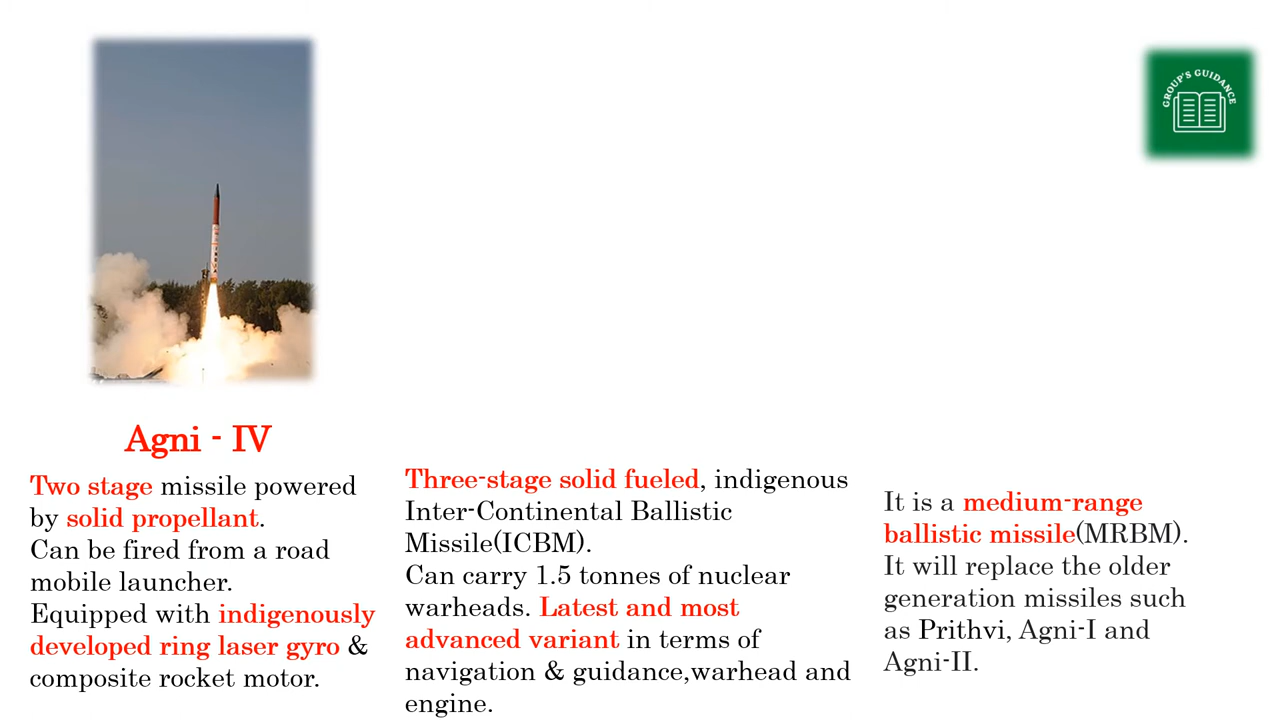 GROUP'S GUIDANCE
Agni - IV
Two stage missile powered
by solid propellant.
Can be fired from a road
mobile launcher.
Equipped with indigenously
developed ring laser gyro &
composite rocket motor.
Three-stage solid fueled, indigenous
Inter-Continental Ballistic
Missile(ICBM).
Can carry 1.5 tonnes of nuclear
warheads. Latest and most
advanced variant in terms of
navigation & guidance,warhead and
engine.
It is a medium-range
ballistic missile(MRBM).
It will replace the older
generation missiles such
as Prithvi, Agni-I and
Agni-II.